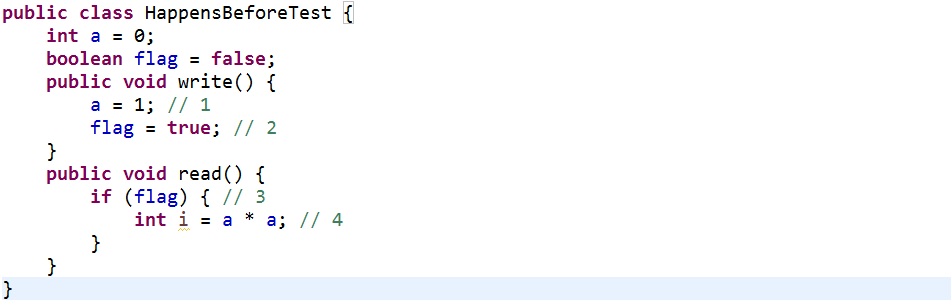 public class HappensBeforeTest {
    int a = 0;
    boolean flag = false;
    public void write() {
        a = 1; // 1
        flag = true; // 2
    }
    public void read() {
        if (flag) { // 3
            int i = a * a; // 4
        }
    }
}